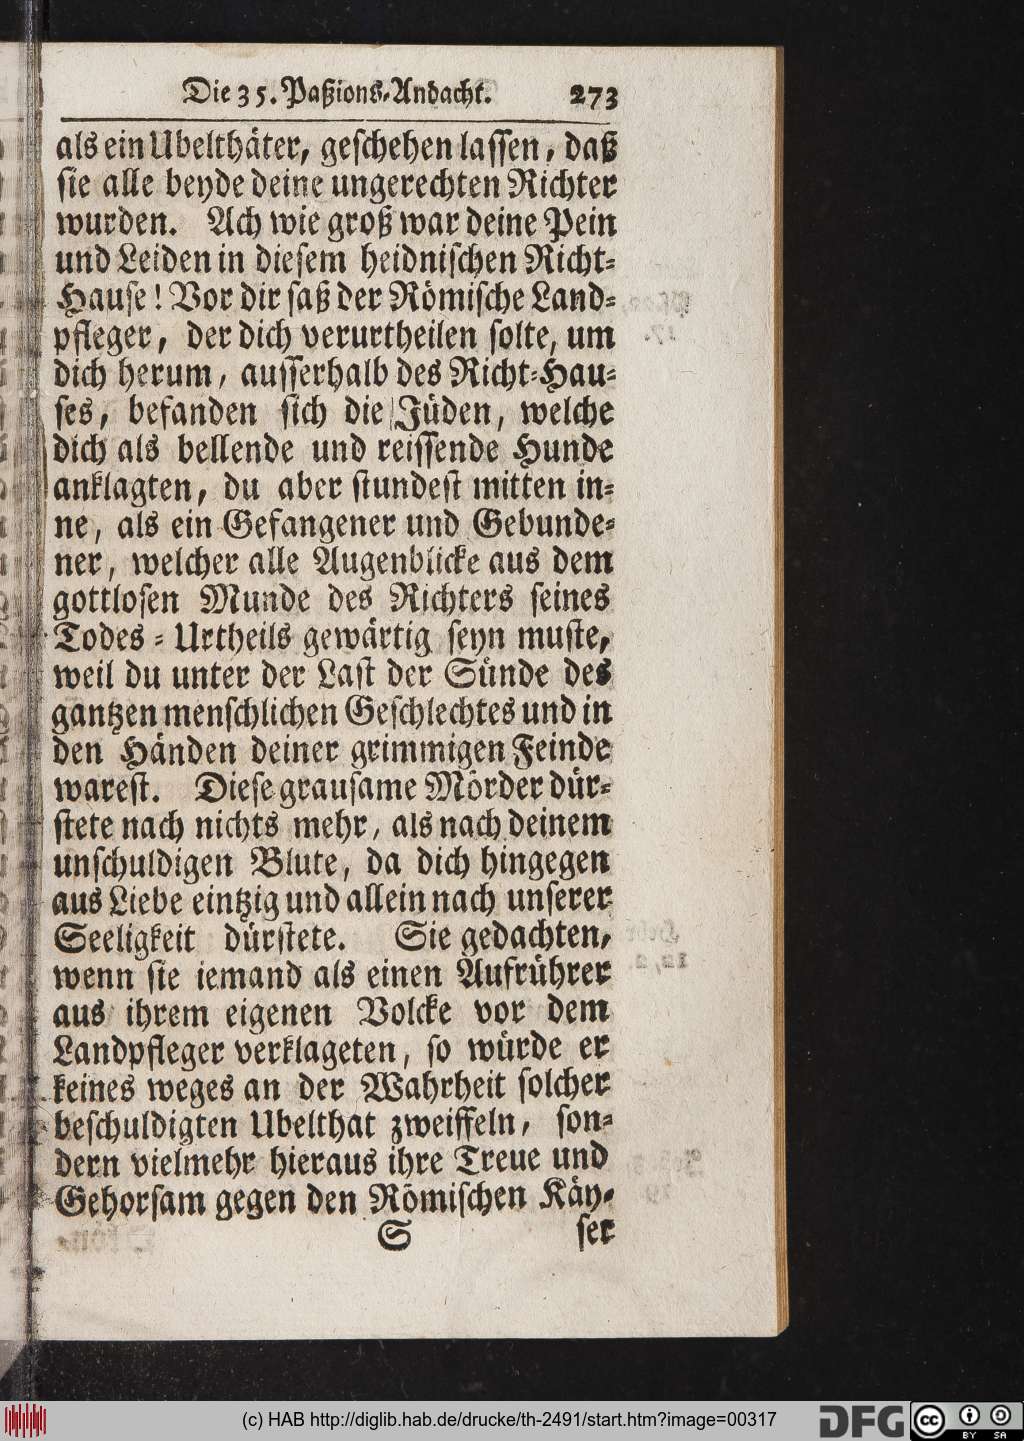 Die 35. Paßions-Andacht. 273
als ein Ubelthäter, geschehen lassen, daß
sie alle beyde deine ungerechten Richter
wurden. Ach wie groß war deine Pein
und Leiden in diesem heidnischen Richt-
Hause! Vor dir saß der Römische Land-
pfleger, der dich verurtheilen solte, um
dich herum, ausserhalb des Richt-Hau-
ses, befanden sich die Jüden, welche
dich als bellende und reissende Hunde
anklagten, du aber stundest mitten in-
ne, als ein Gefangener und Gebunde-
ner, welcher alle Augenblicke aus dem
gottlosen Munde des Richters seines
Todes-Urtheils gewärtig seyn muste,
weil du unter der Last der Sünde des
gantzen menschlichen Geschlechtes und in
den Händen deiner grimmigen Feinde
warest. Diese grausame Mörder dür-
stete nach nichts mehr, als nach deinem
unschuldigen Blute, da dich hingegen
aus Liebe eintzig und allein nach unserer
Seeligkeit dürstete. Sie gedachten,
wenn sie iemand als einen Aufrührer
aus ihrem eigenen Volcke vor dem
Landpfleger verklageten, so würde er
keines weges an der Wahrheit solcher
beschuldigten Ubelthat zweiffeln, son-
dern vielmehr hieraus ihre Treue und
Gehorsam gegen den Römischen Käy-
S ser
(c) HAB http://diglib.hab.de/drucke/th-2491/start.htm?image=00317
DFG
cc BY SA